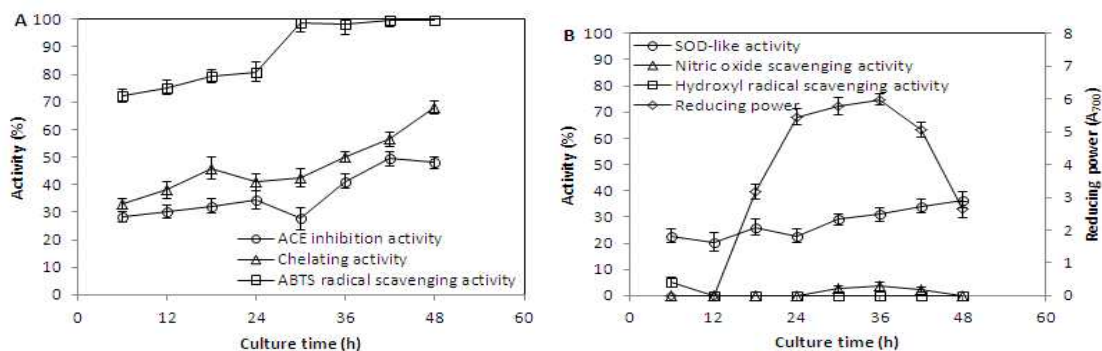 A
100
90
80
70
60
50
40
30
20
10
0
Activity (%)
ACE inhibition activity
Chelating activity
ABTS radical scavenging activity
0 12 24 36 48 60
Culture time (h)
B
100
90
80
70
60
50
40
30
20
10
0
Activity (%)
SOD-like activity
Nitric oxide scavenging activity
Hydroxyl radical scavenging activity
Reducing power
8
7
6
5
4
3
2
1
0
Reducing power (A700)
0 12 24 36 48 60
Culture time (h)